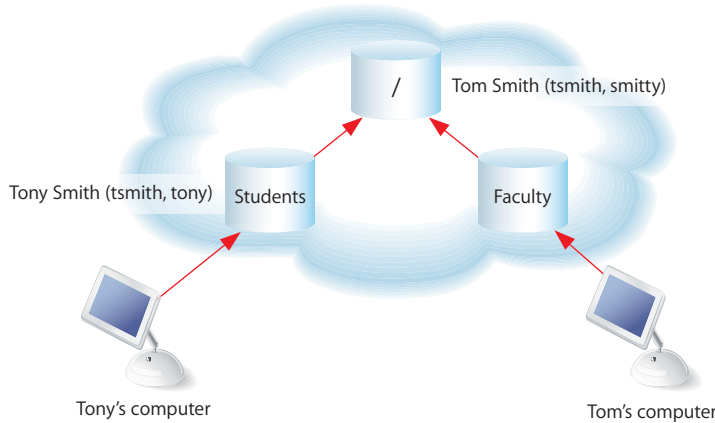 /
Tom Smith (tsmith, smitty)
Tony Smith (tsmith, tony)
Students
Faculty
Tony’s computer
Tom’s computer